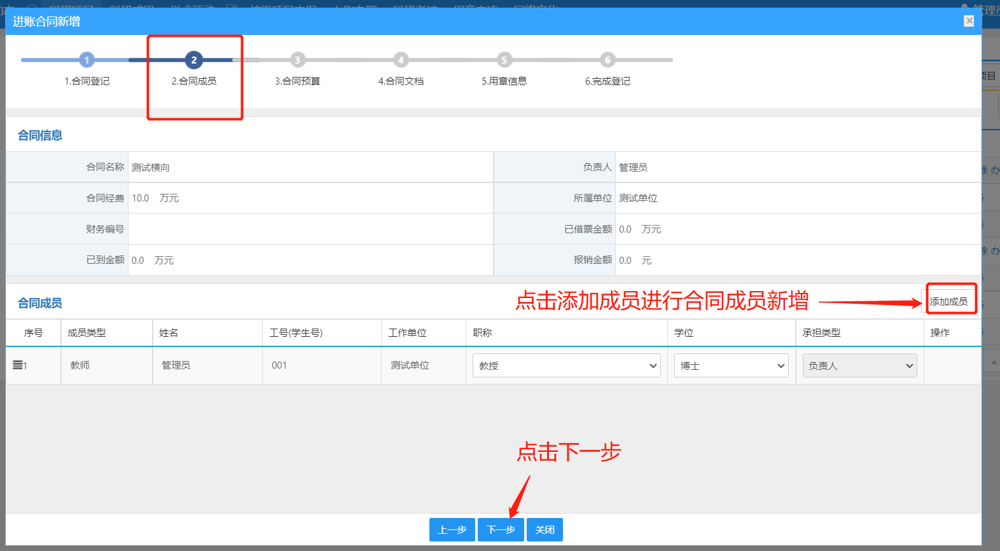 进账合同新增
1 2 3 4 5 6
1.合同登记 2.合同成员 3.合同预算 4.合同文档 5.用章信息 6.完成登记
项目
合同信息
合同名称 测试横向 负责人 管理员
除 办
合同经费 10.0 万元 所属单位 测试单位
财务编号 已借票金额 0.0 万元
除 办
已到金额 0.0 万元 报销金额 0.0 元
合同成员 点击添加成员进行合同成员新增 添加成员
序号 成员类型 姓名 工号(学生号) 工作单位 职称 学位 承担类型 操作
1 教师 管理员 001 测试单位 教授 博士 负责人
«
点击下一步
上一步 下一步 关闭